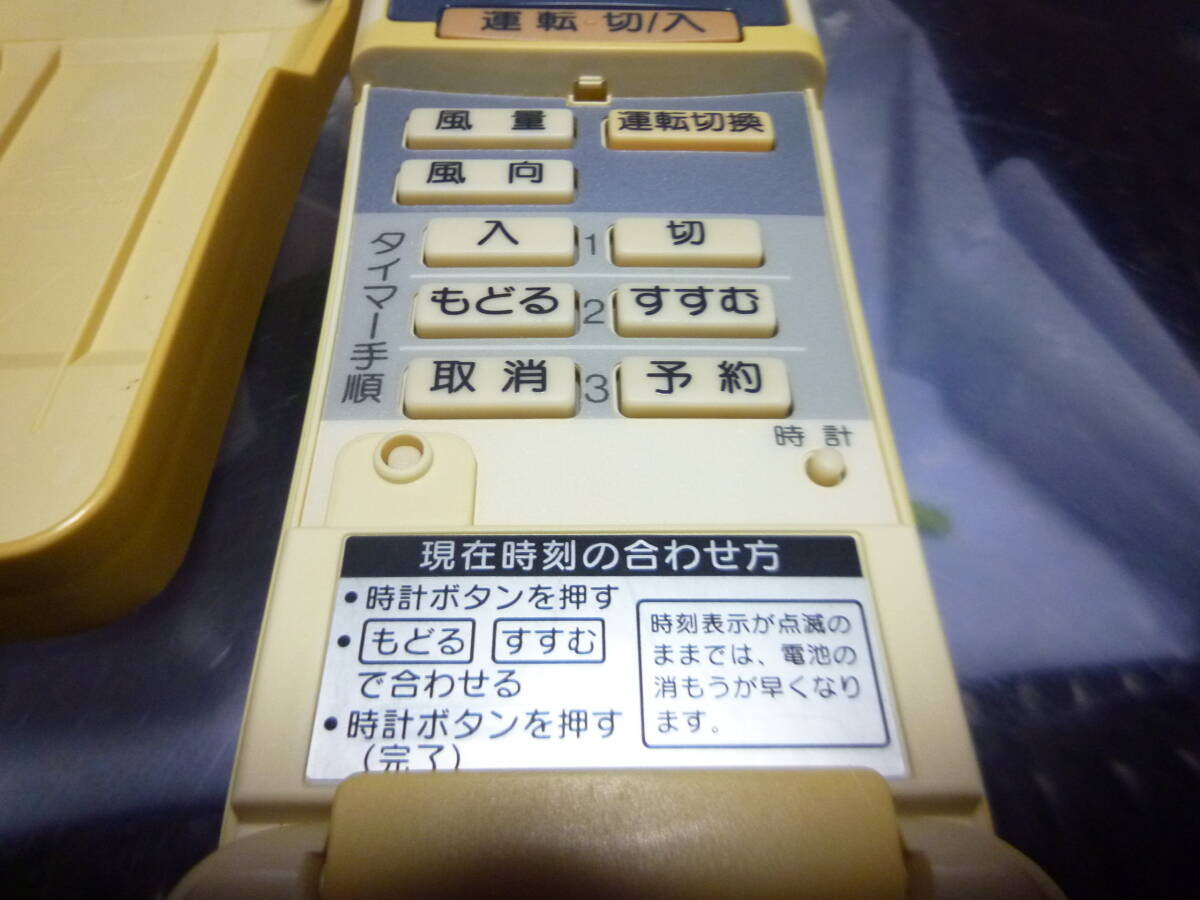 運転・切/入
風量 運転切換
風向
タイマー手順
入 1 切
もどる 2 すすむ
取消 3 予約
時計
現在時刻の合わせ方
•時計ボタンを押す
•もどる すすむ
で合わせる
•時計ボタンを押す
(完了)
時刻表示が点滅の
ままでは、電池の
消もうが早くなり
ます。